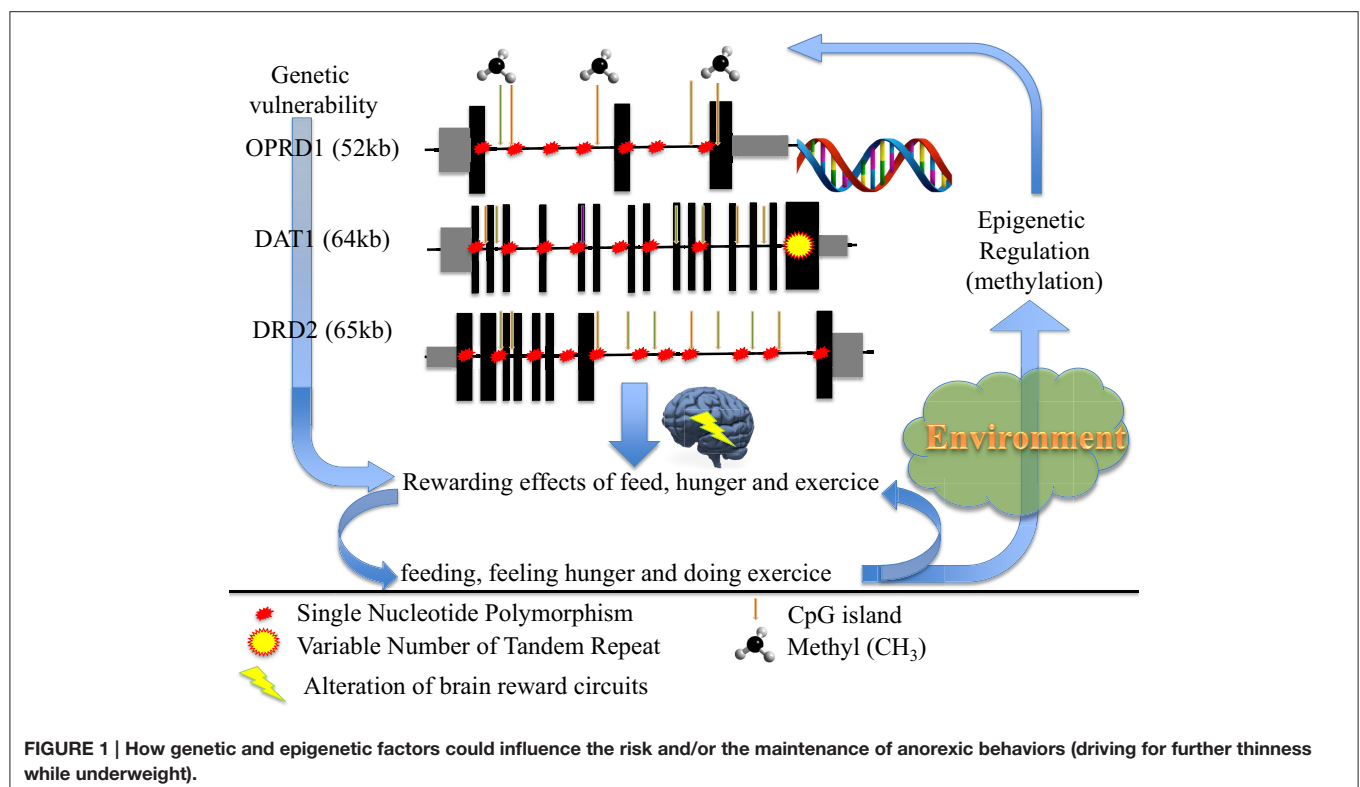 Genetic
vulnerability
OPRD1 (52kb)
DAT1 (64kb)
DRD2 (65kb)
Epigenetic
Regulation
(methylation)
Environment
Rewarding effects of feed, hunger and exercice
feeding, feeling hunger and doing exercice
Single Nucleotide Polymorphism
Variable Number of Tandem Repeat
Alteration of brain reward circuits
CpG island
Methyl (CH₃)
FIGURE 1 | How genetic and epigenetic factors could influence the risk and/or the maintenance of anorexic behaviors (driving for further thinness
while underweight).